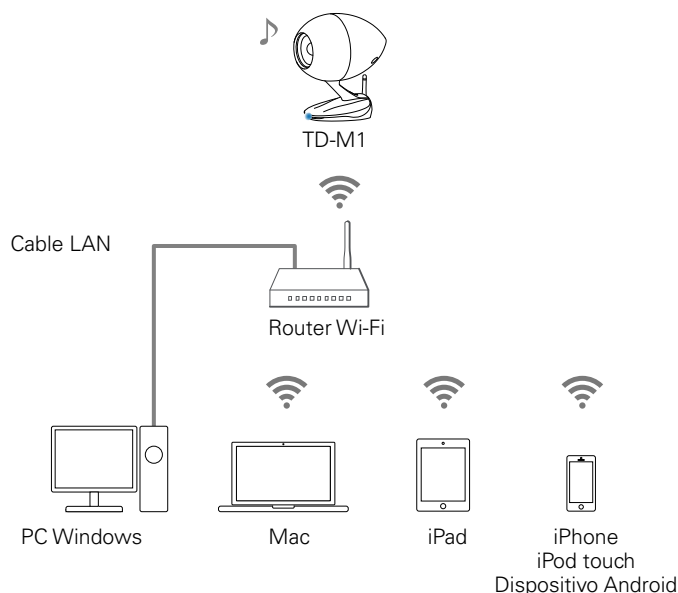 TD-M1
Cable LAN
Router Wi-Fi
PC Windows
Mac
iPad
iPhone
iPod touch
Dispositivo Android